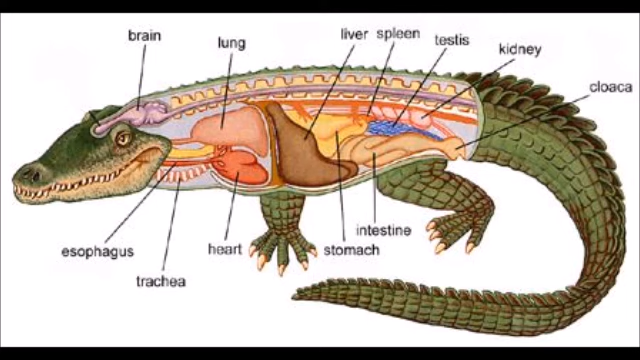 brain
lung
liver
spleen
testis
kidney
cloaca
esophagus
trachea
heart
stomach
intestine